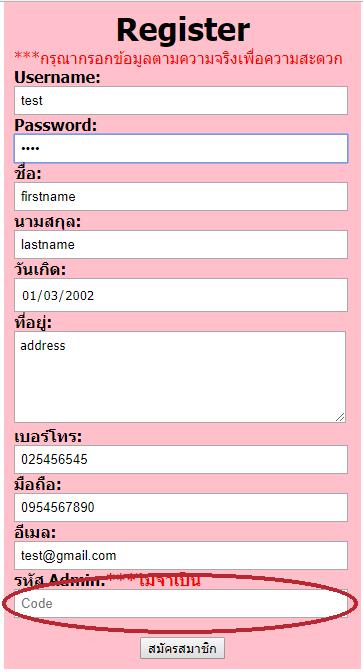 Register
***กรุณากรอกข้อมูลตามความจริงเพื่อความสะดวก
Username:
test
Password:
••••
ชื่อ:
firstname
นามสกุล:
lastname
วันเกิด:
01/03/2002
ที่อยู่:
address
เบอร์โทร:
025456545
มือถือ:
0954567890
อีเมล:
test@gmail.com
รหัส Admin:***ไม่จำเป็น
Code
สมัครสมาชิก